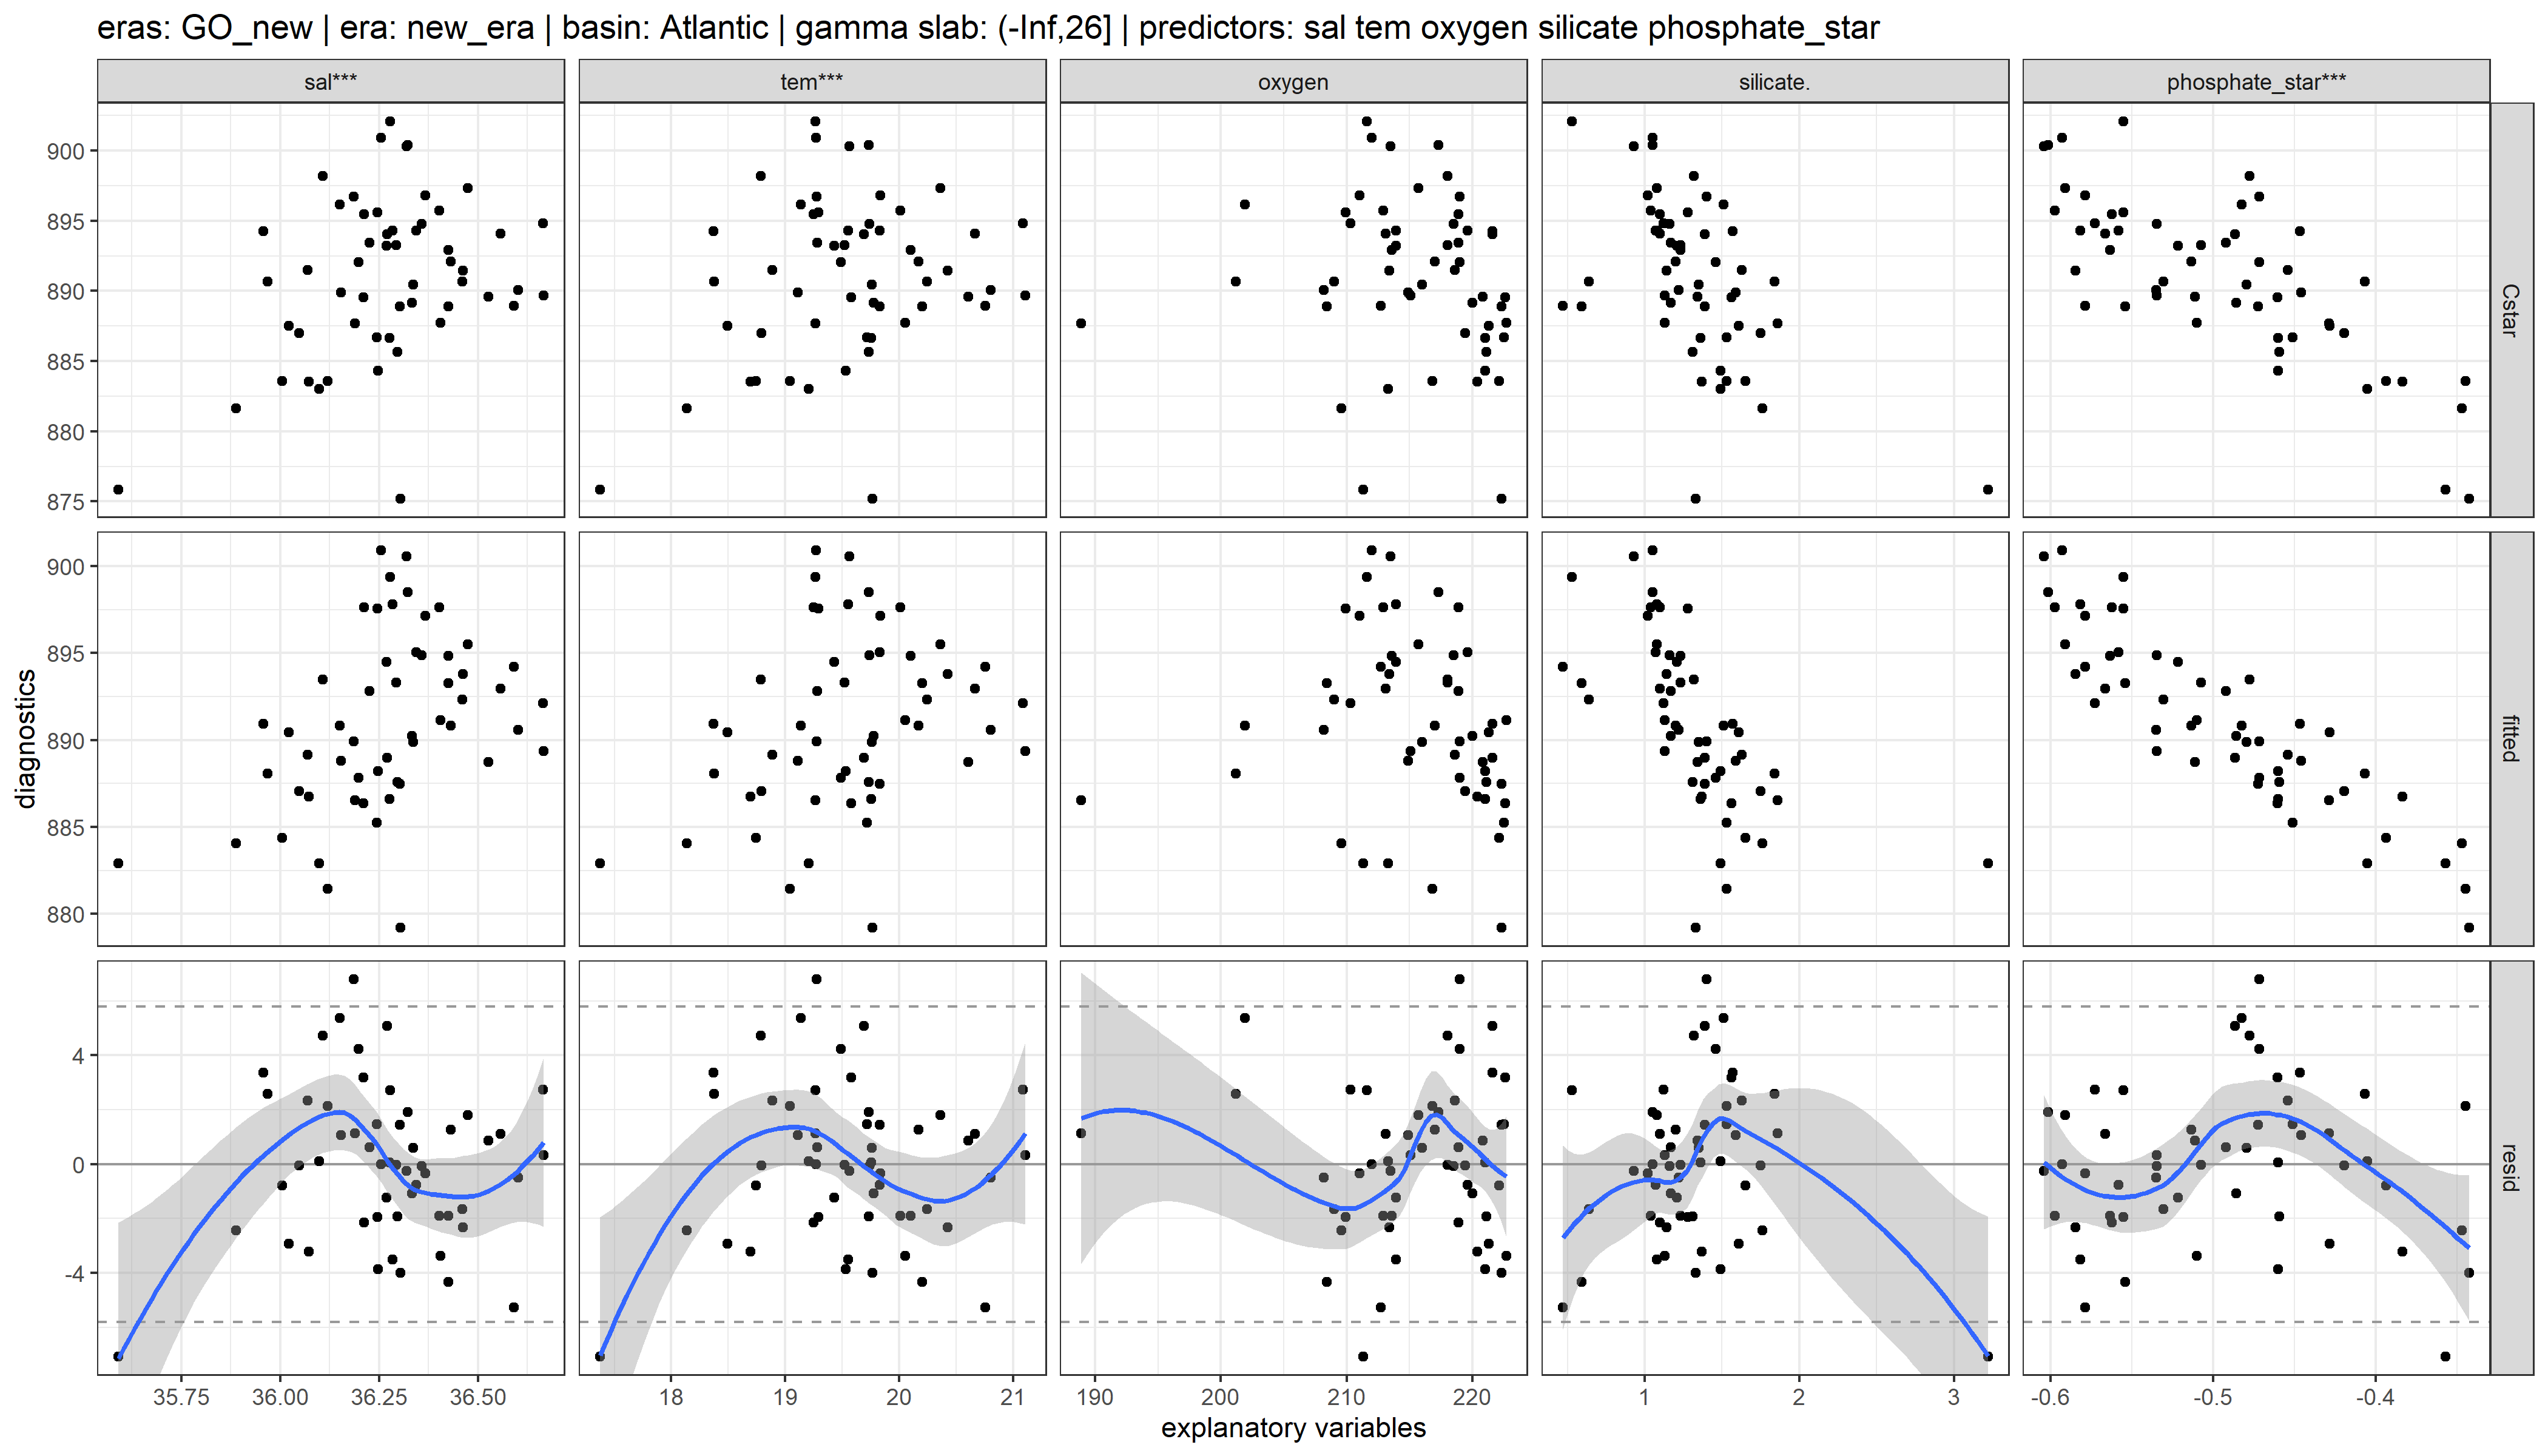 eras: GO_new | era: new_era | basin: Atlantic | gamma slab: (-Inf,26] | predictors: sal tem oxygen silicate phosphate_star
sal*** tem*** oxygen silicate. phosphate_star***
900
895
890
885
880
875
Cstar
900
895
890
885
880
fitted
diagnostics
4
0
-4
resid
35.75 36.00 36.25 36.50 18 19 20 21 190 200 210 220 1 2 3 -0.6 -0.5 -0.4
explanatory variables